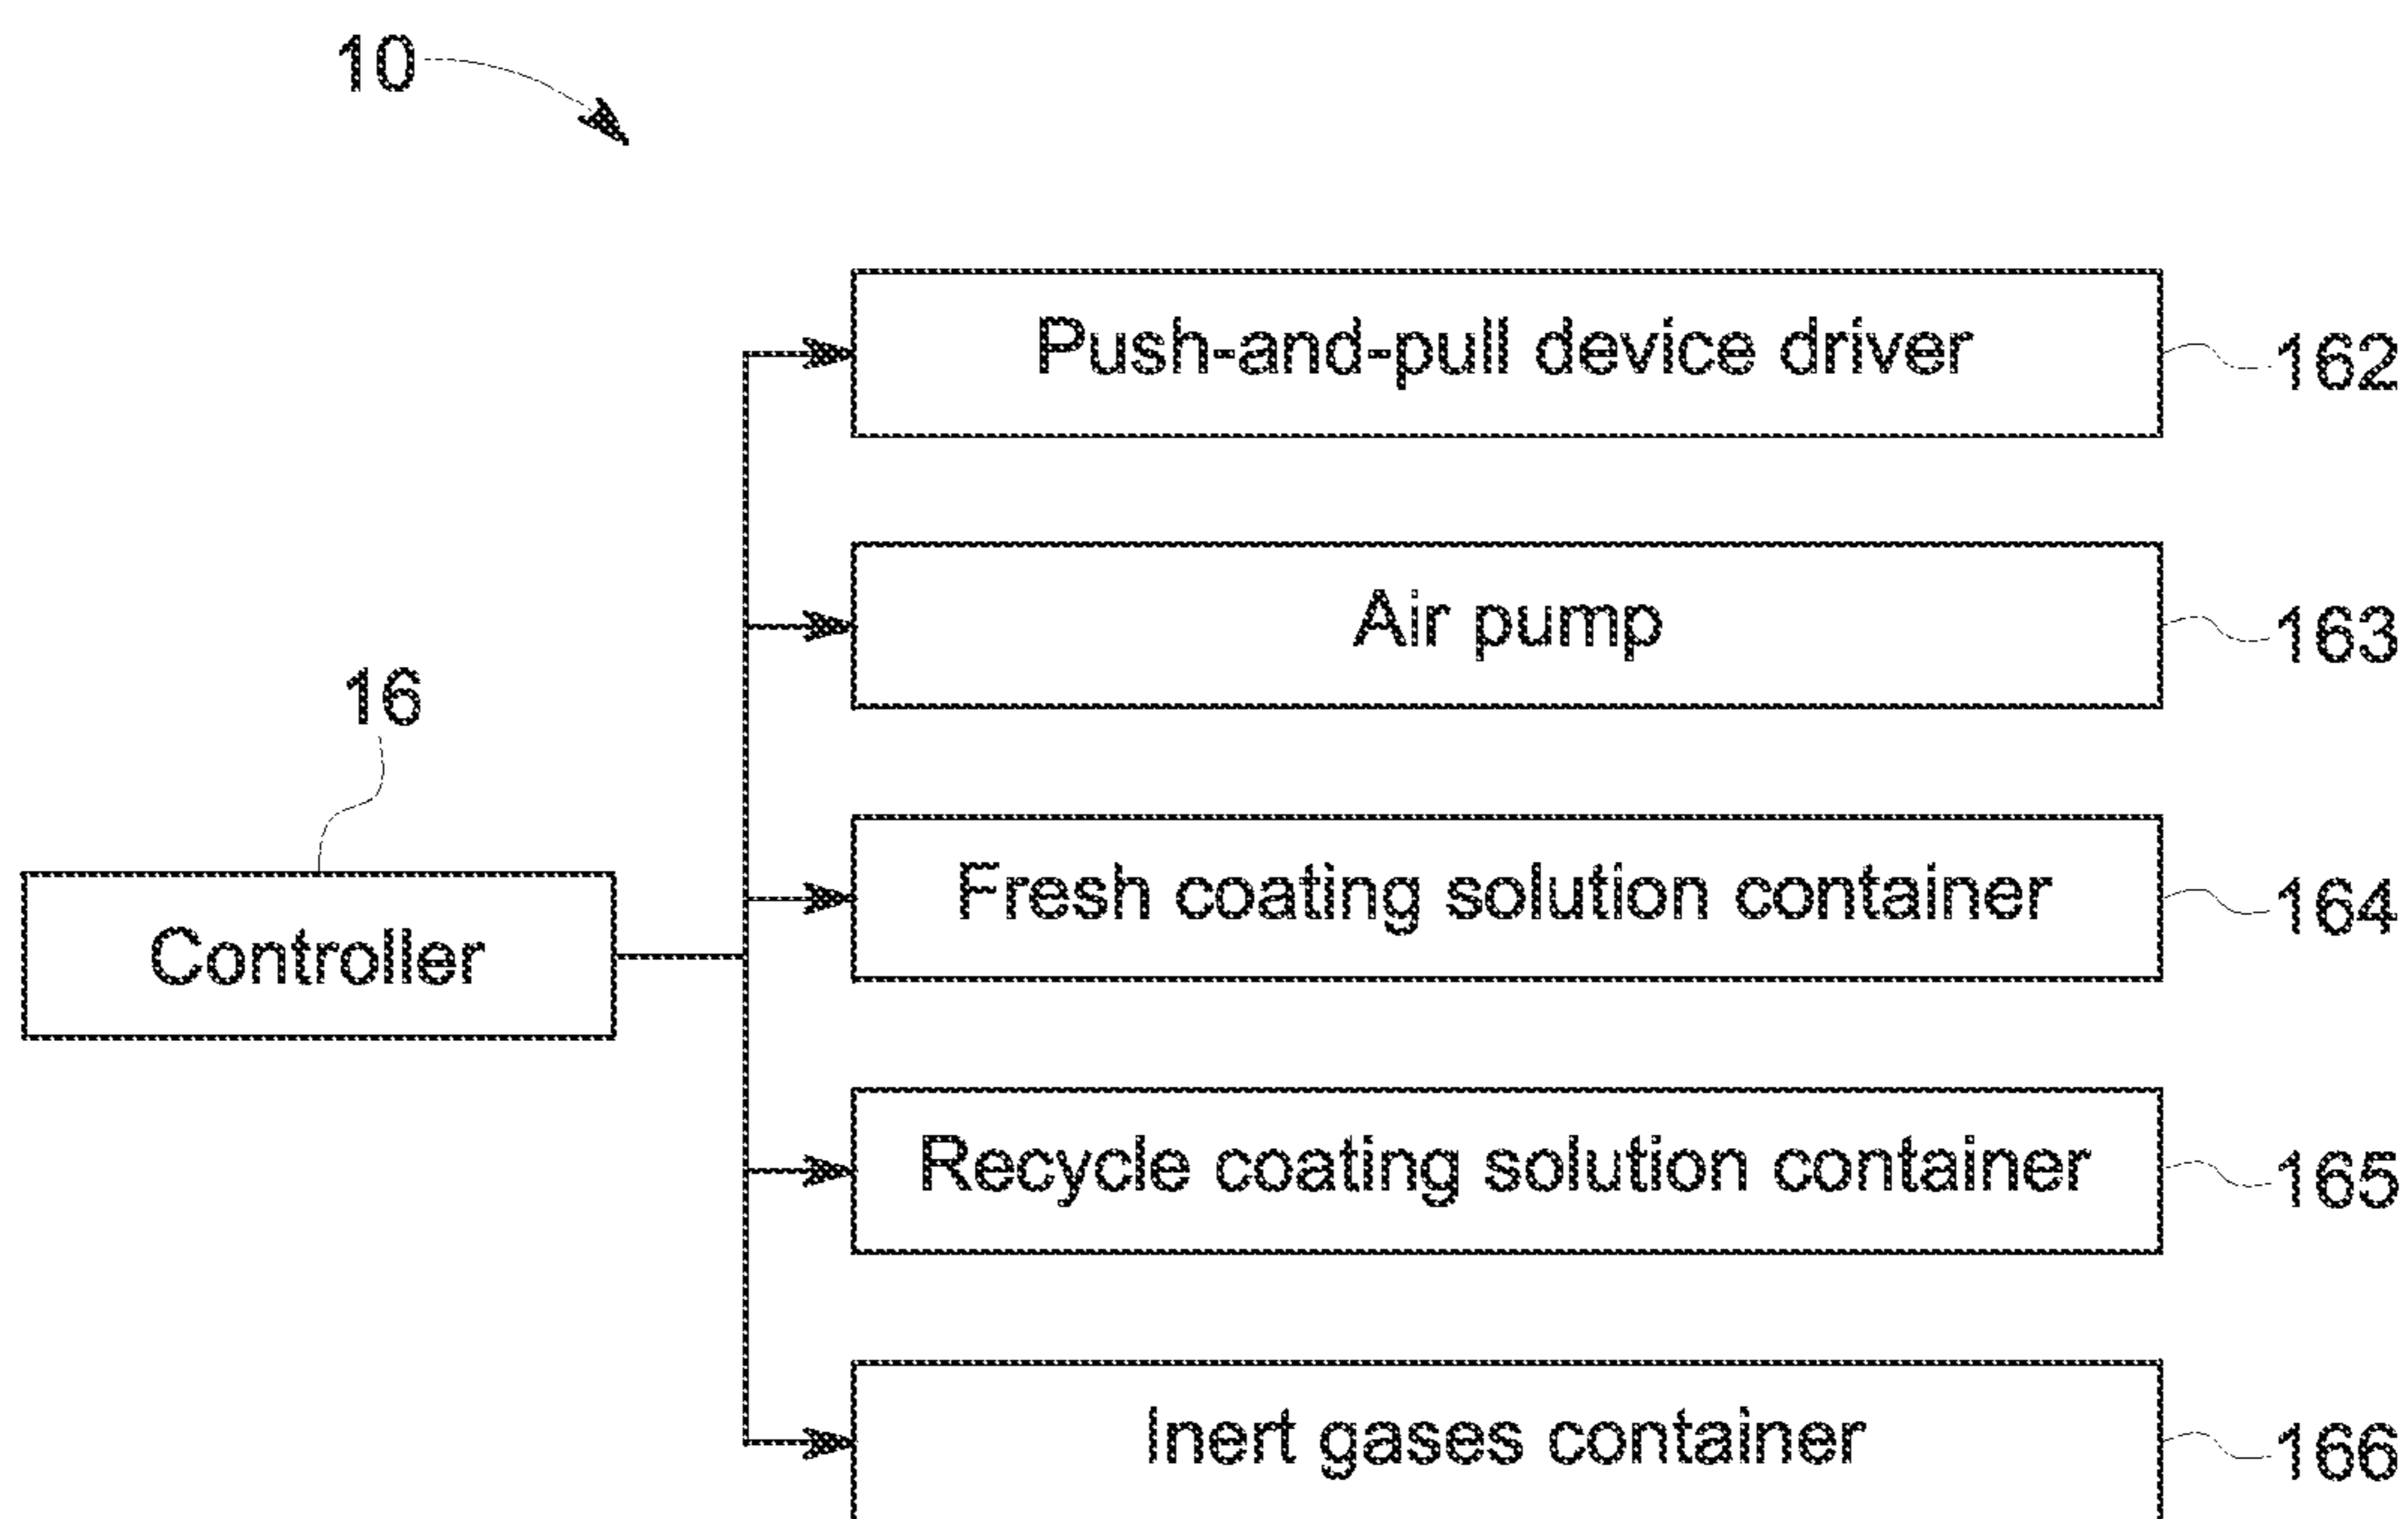 10
Push-and-pull device driver
162
Air pump
163
16
Fresh coating solution container
164
Controller
Recycle coating solution container
165
Inert gases container
166